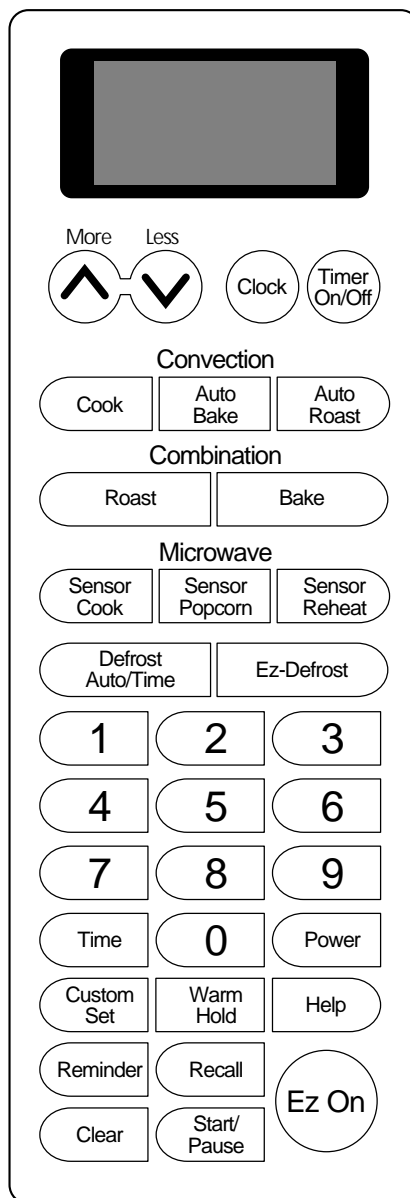 More Less
Clock
Timer
On/Off
Convection
Cook
Auto
Bake
Auto
Roast
Combination
Roast
Bake
Microwave
Sensor
Cook
Sensor
Popcorn
Sensor
Reheat
Defrost
Auto/Time
Ez-Defrost
1 2 3
4 5 6
7 8 9
Time 0 Power
Custom
Set
Warm
Hold
Help
Reminder
Recall
Ez On
Clear
Start/
Pause